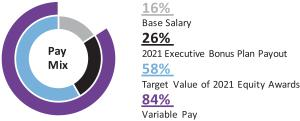 Pay
Mix
16%
Base Salary
26%
2021 Executive Bonus Plan Payout
58%
Target Value of 2021 Equity Awards
84%
Variable Pay